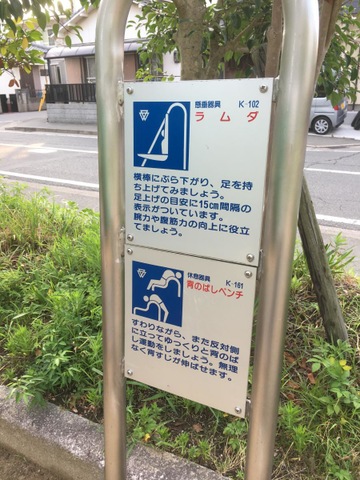 懸垂器具 K-102
ラムダ
横棒にぶら下がり、足を持
ち上げてみましょう。
足上げの目安に15cm間隔の
表示がついています。
腕力や腹筋力の向上に役立
てましょう。
休憩器具 K-161
背のばしベンチ
すわりながら、また反対側
に立ってゆっくりと背のば
し運動をしましょう。無理
なく背すじが伸ばせます。